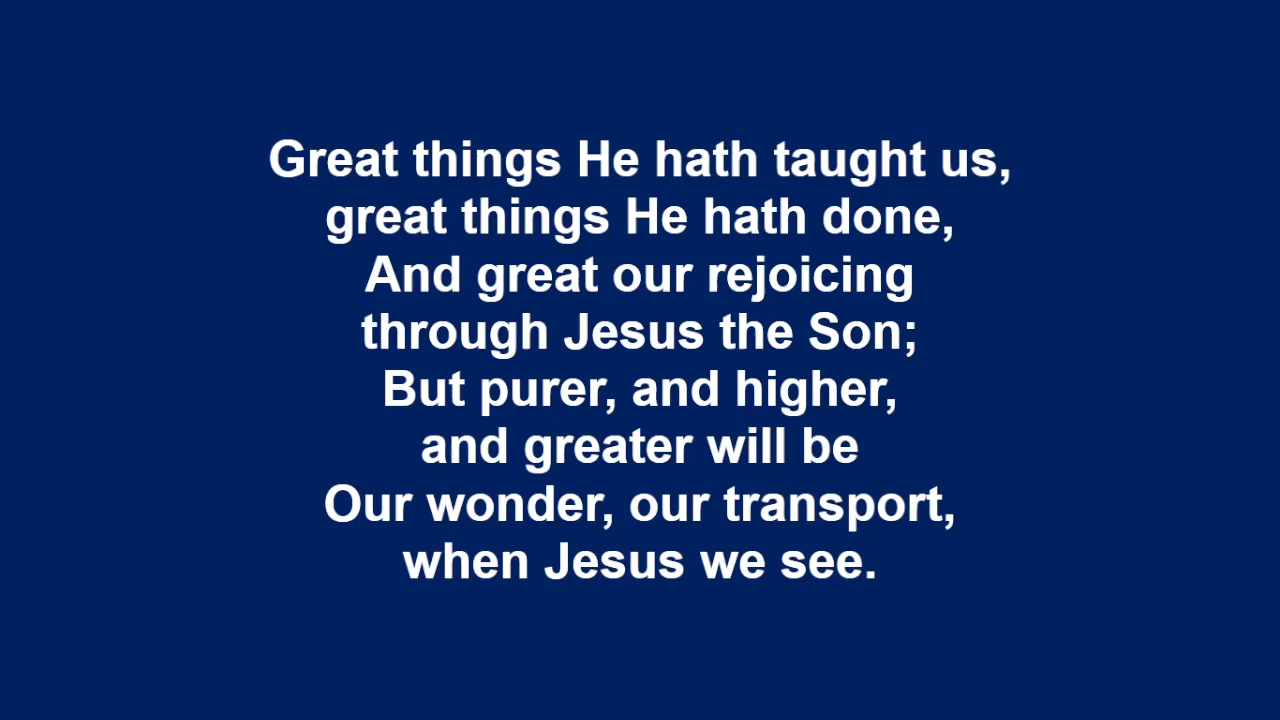 Great things He hath taught us,
great things He hath done,
And great our rejoicing
through Jesus the Son;
But purer, and higher,
and greater will be
Our wonder, our transport,
when Jesus we see.